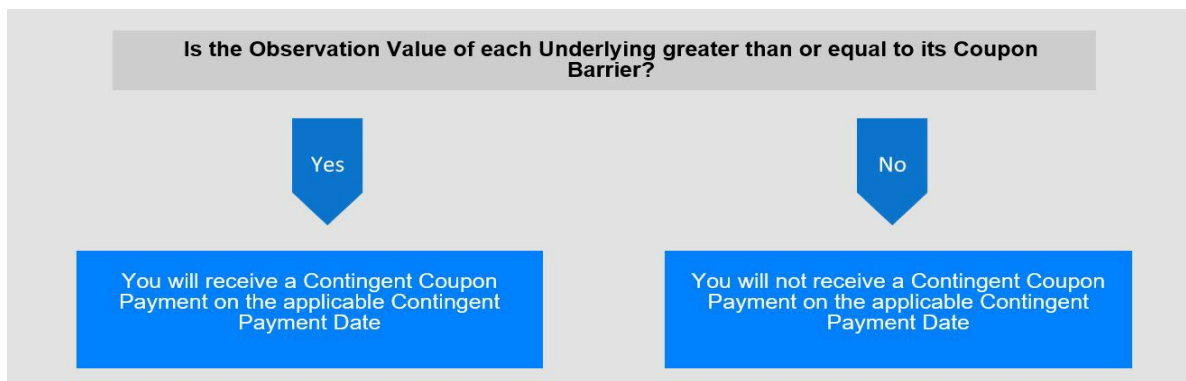 Is the Observation Value of each Underlying greater than or equal to its Coupon
Barrier?
Yes
No
You will receive a Contingent Coupon
Payment on the applicable Contingent
Payment Date
You will not receive a Contingent Coupon
Payment on the applicable Contingent
Payment Date